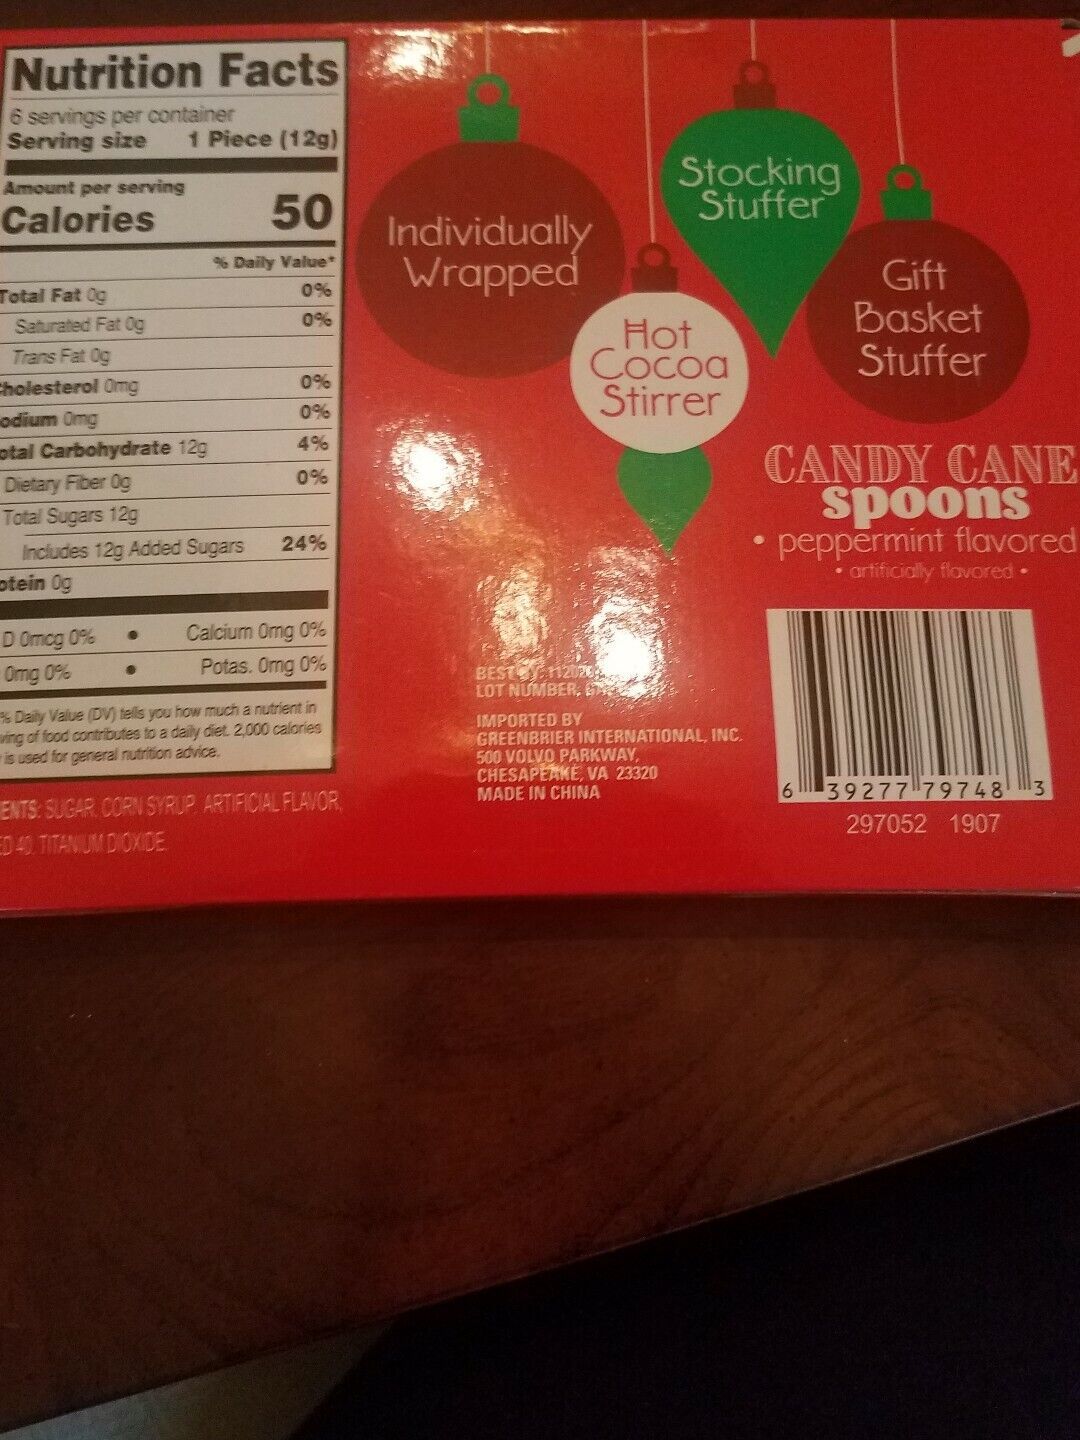 Nutrition Facts
6 servings per container
Serving size 1 Piece (12g)
Amount per serving
Calories 50
% Daily Value*
Total Fat 0g 0%
Saturated Fat 0g 0%
Trans Fat 0g
Cholesterol 0mg 0%
odium 0mg 0%
otal Carbohydrate 12g 4%
Dietary Fiber 0g 0%
Total Sugars 12g
Includes 12g Added Sugars 24%
otein 0g
D 0mcg 0% • Calcium 0mg 0%
0mg 0% • Potas. 0mg 0%
% Daily Value (DV) tells you how much a nutrient in
ving of food contributes to a daily diet. 2,000 calories
is used for general nutrition advice.
ENTS: SUGAR, CORN SYRUP, ARTIFICIAL FLAVOR,
ED 40, TITANIUM DIOXIDE.
Individually
Wrapped
Stocking
Stuffer
Hot
Cocoa
Stirrer
Gift
Basket
Stuffer
CANDY CANE
spoons
• peppermint flavored
• artificially flavored •
BEST BY:
LOT NUMBER:
IMPORTED BY
GREENBRIER INTERNATIONAL, INC.
500 VOLVO PARKWAY,
CHESAPEAKE, VA 23320
MADE IN CHINA
6 39277 79748 3
297052 1907